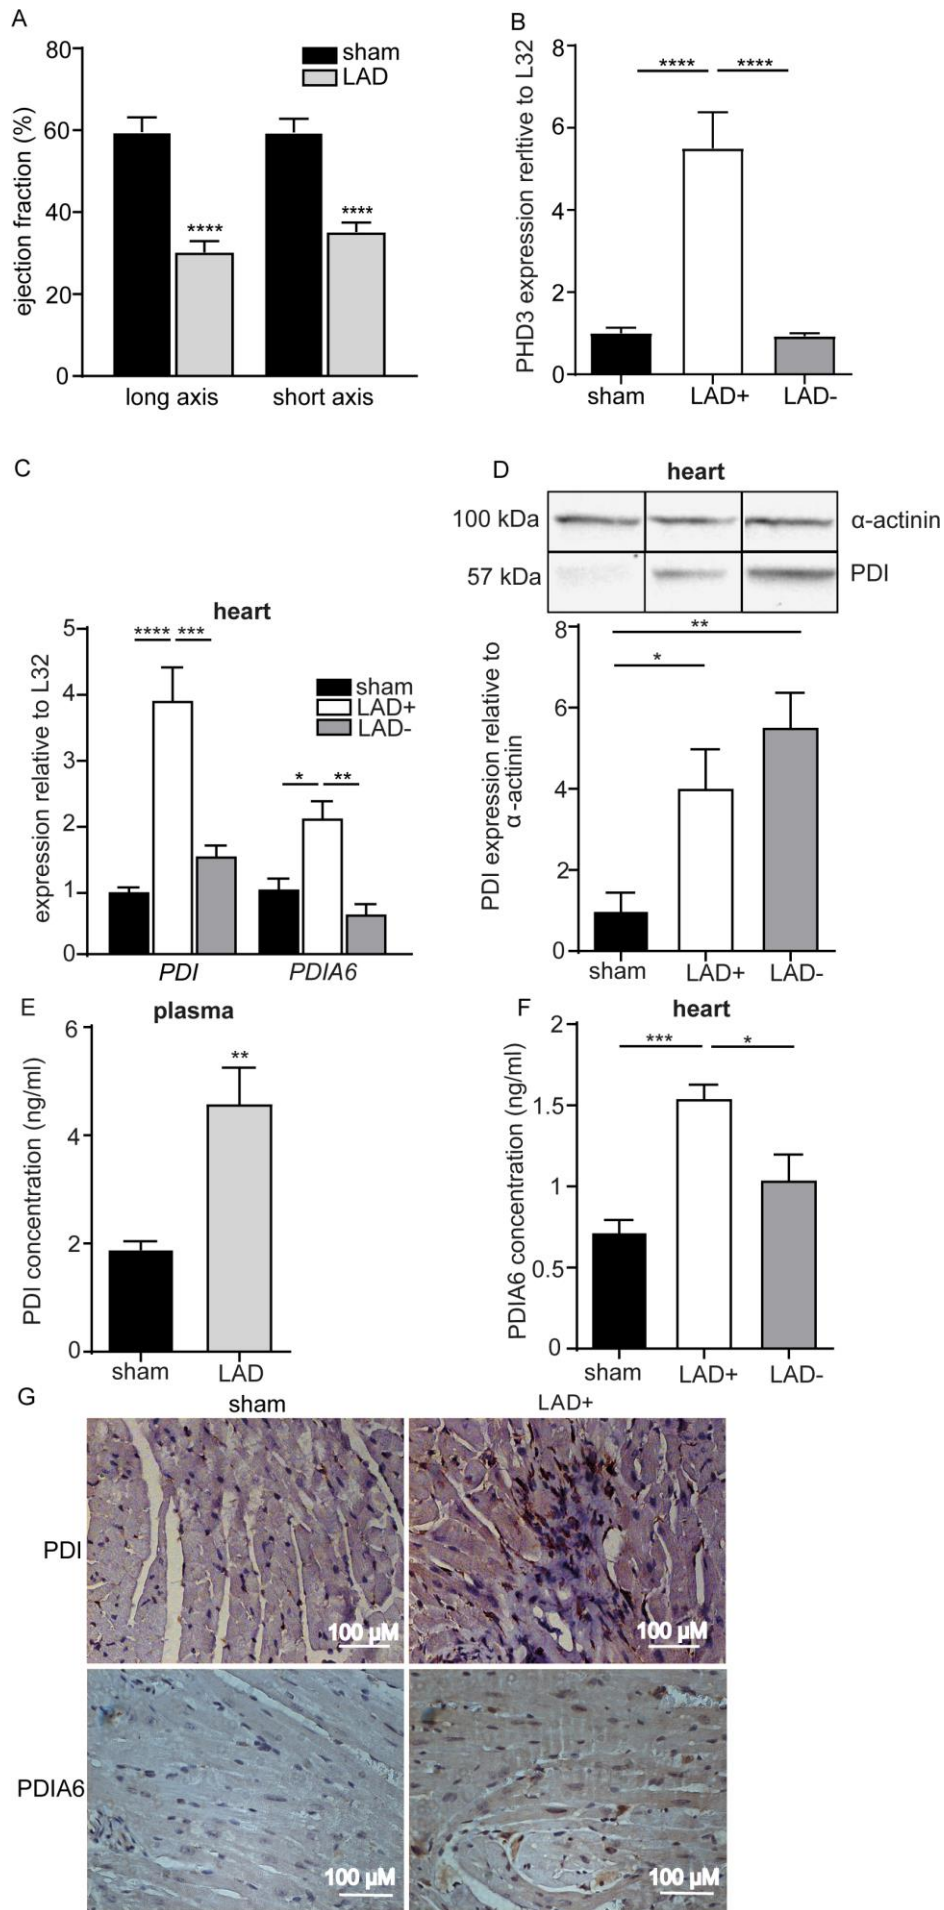 A
80
60
40
20
0
ejection fraction (%)
sham
LAD
****
****
long axis
short axis
B
8
6
4
2
0
PHD3 expression rerltive to L32
****
****
sham
LAD+
LAD-
C
heart
5
4
3
2
1
0
expression relative to L32
****
***
*
**
sham
LAD+
LAD-
PDI
PDIA6
D
heart
100 kDa
α-actinin
57 kDa
PDI
8
6
4
2
0
PDI expression relative to
α-actinin
**
*
sham
LAD+
LAD-
E
plasma
6
4
2
0
PDI concentration (ng/ml)
**
sham
LAD
F
heart
2
1.5
1
0.5
0
PDIA6 concentration (ng/ml)
***
*
sham
LAD+
LAD-
G
sham
LAD+
PDI
100 µM
100 µM
PDIA6
100 µM
100 µM